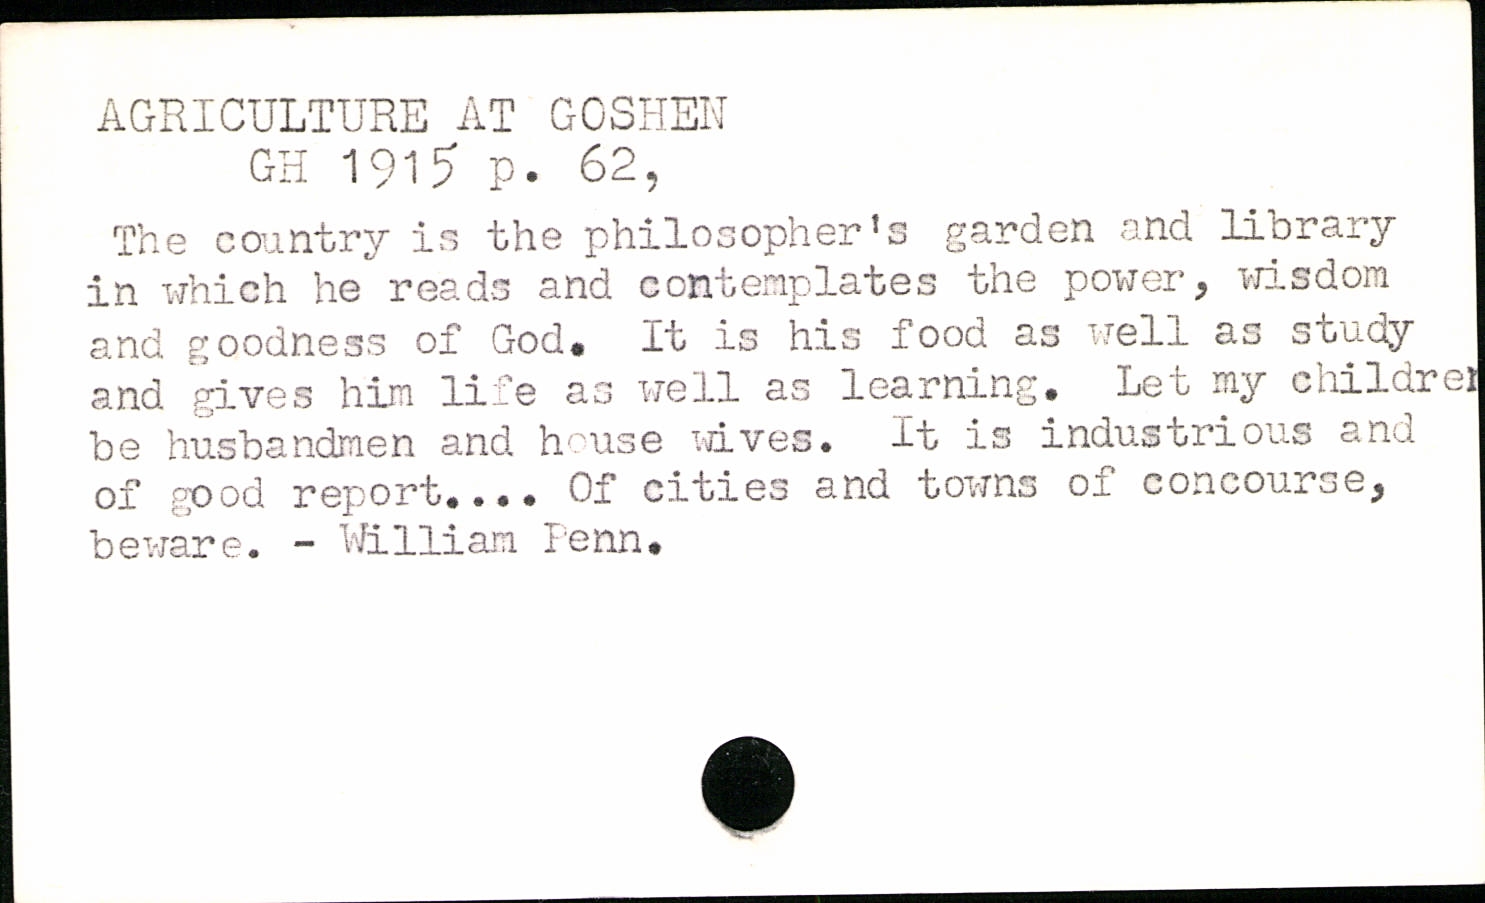 AGRICULTURE AT GOSHEN
GH 1915 p. 62,
The country is the philosopher's garden and library
in which he reads and contemplates the power, wisdom
and goodness of God. It is his food as well as study
and gives him life as well as learning. Let my children
be husbandmen and house wives. It is industrious and
of good report.... Of cities and towns of concourse,
beware. - William Penn.